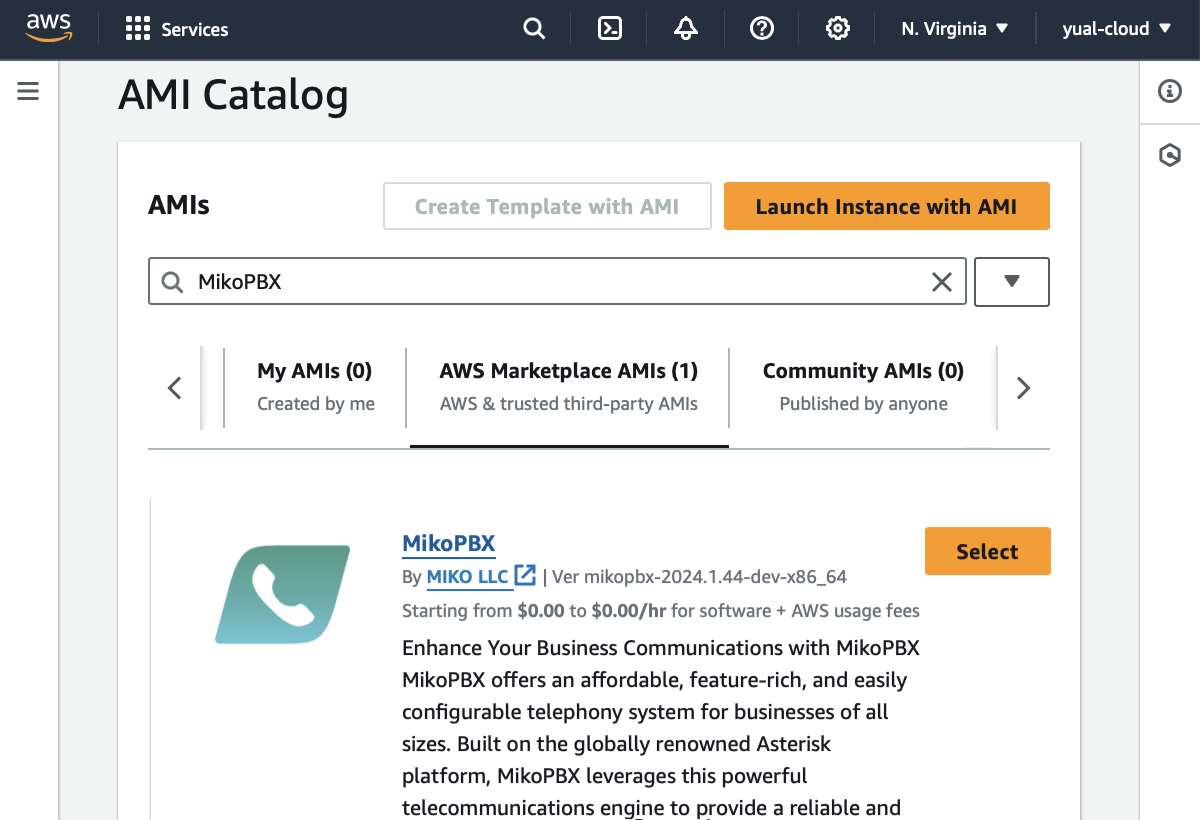 aws
Services
N. Virginia
yual-cloud
AMI Catalog
AMIs
Create Template with AMI
Launch Instance with AMI
MikoPBX
My AMIs (0)
Created by me
AWS Marketplace AMIs (1)
AWS & trusted third-party AMIs
Community AMIs (0)
Published by anyone
MikoPBX
Select
By MIKO LLC | Ver mikopbx-2024.1.44-dev-x86_64
Starting from $0.00 to $0.00/hr for software + AWS usage fees
Enhance Your Business Communications with MikoPBX
MikoPBX offers an affordable, feature-rich, and easily
configurable telephony system for businesses of all
sizes. Built on the globally renowned Asterisk
platform, MikoPBX leverages this powerful
telecommunications engine to provide a reliable and